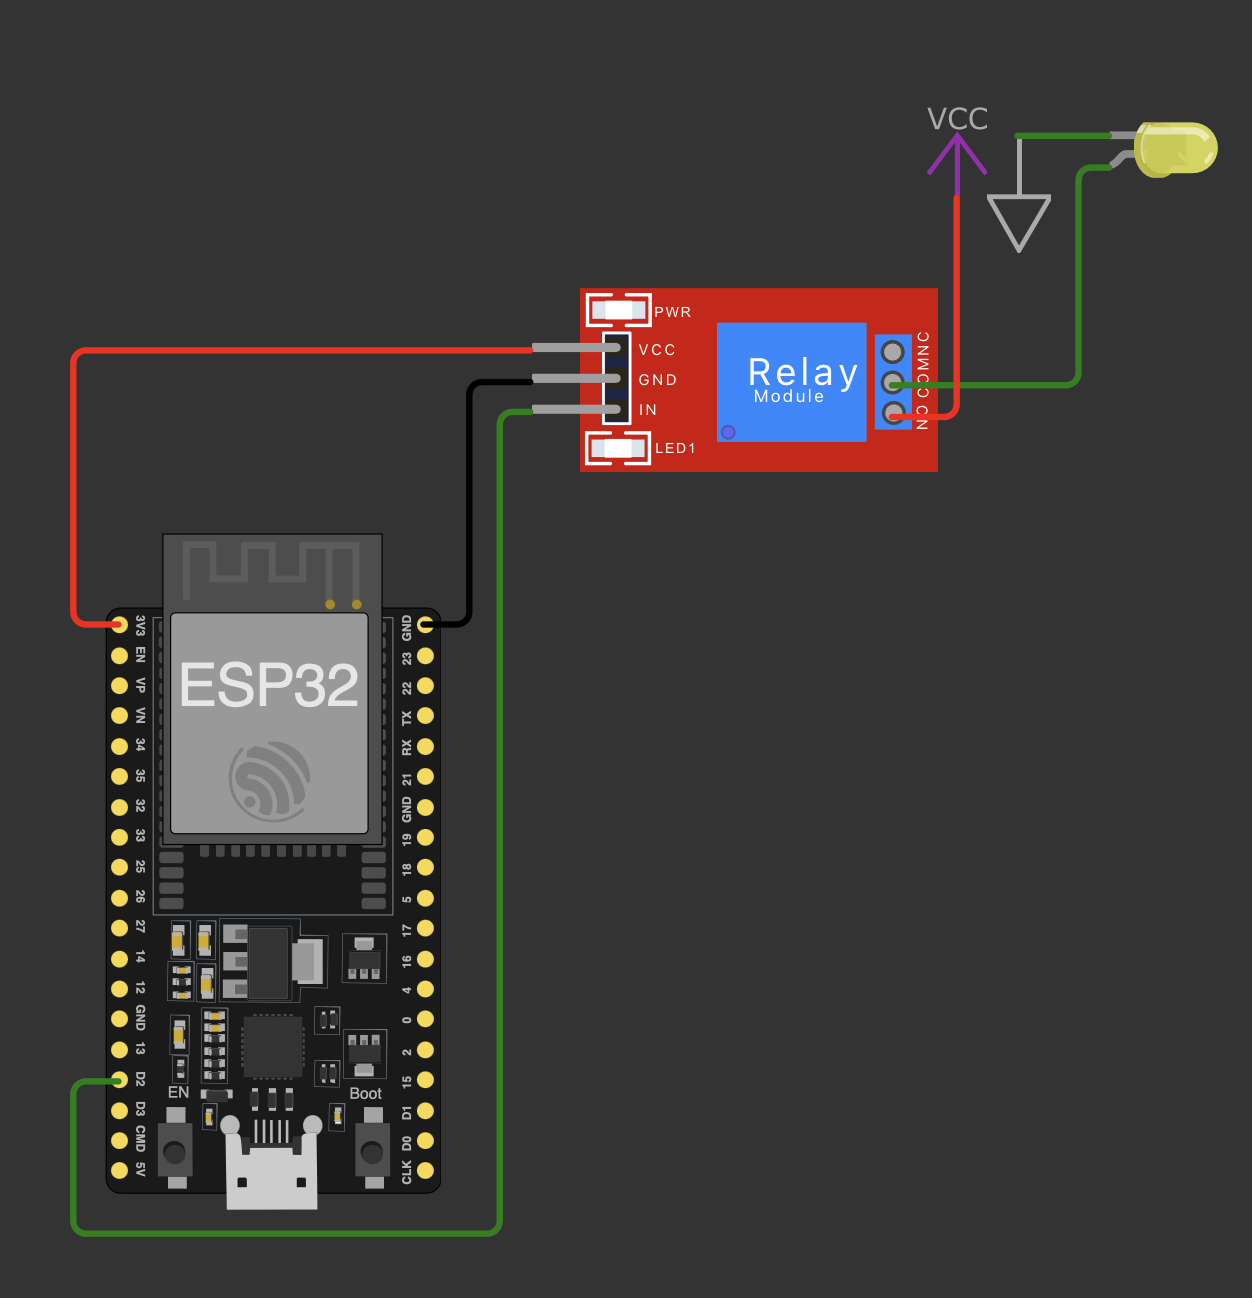 VCC
PWR
VCC
GND
IN
LED1
Relay
Module
NC
COM
ESP32
3V3
EN
VP
VN
34
35
32
33
25
26
27
14
12
GND
13
D2
D3
CMD
5V
GND
23
22
TX
RX
21
GND
19
18
5
17
16
4
0
2
15
D1
D0
CLK
EN
Boot